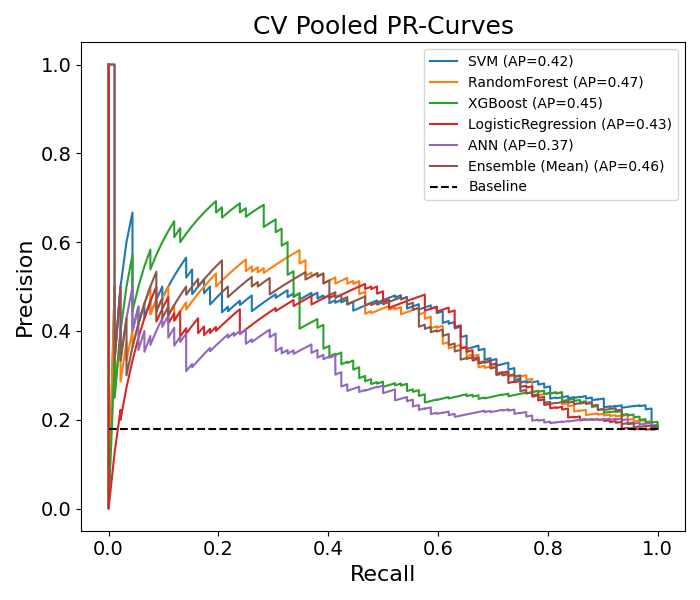 CV Pooled PR-Curves
SVM (AP=0.42)
RandomForest (AP=0.47)
XGBoost (AP=0.45)
LogisticRegression (AP=0.43)
ANN (AP=0.37)
Ensemble (Mean) (AP=0.46)
Baseline
Precision
1.0
0.8
0.6
0.4
0.2
0.0
0.0 0.2 0.4 0.6 0.8 1.0
Recall